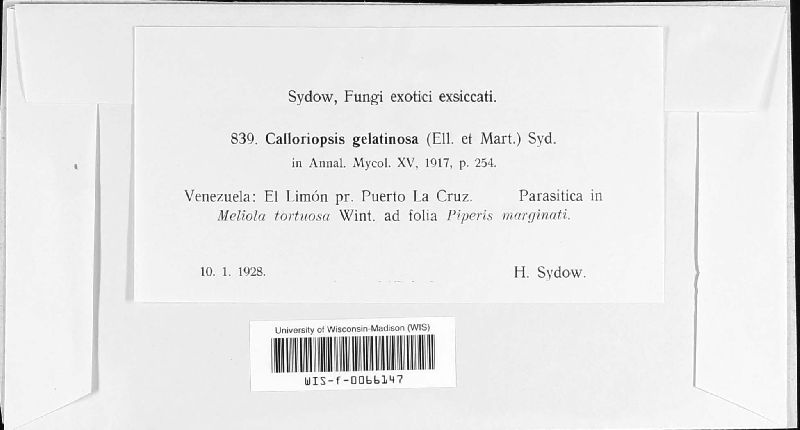 Sydow, Fungi exotici exsiccati.
839. Calloriopsis gelatinosa (Ell. et Mart.) Syd.
in Annal. Mycol. XV, 1917, p. 254.
Venezuela: El Limón pr. Puerto La Cruz. Parasitica in
Meliola tortuosa Wint. ad folia Piperis marginati.
10. 1. 1928. H. Sydow.
University of Wisconsin-Madison (WIS)
WIS-f-0066147